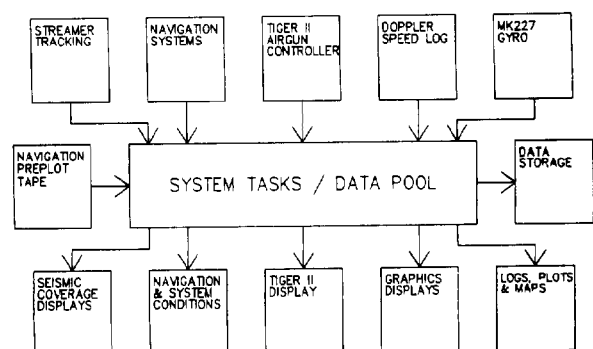 STREAMER
TRACKING
NAVIGATION
SYSTEMS
TIGER II
AIRGUN
CONTROLLER
DOPPLER
SPEED LOG
MK227
GYRO
NAVIGATION
PREPLOT
TAPE
SYSTEM TASKS / DATA POOL
DATA
STORAGE
SEISMIC
COVERAGE
DISPLAYS
NAVIGATION
& SYSTEM
CONDITIONS
TIGER II
DISPLAY
GRAPHICS
DISPLAYS
LOGS, PLOTS
& MAPS